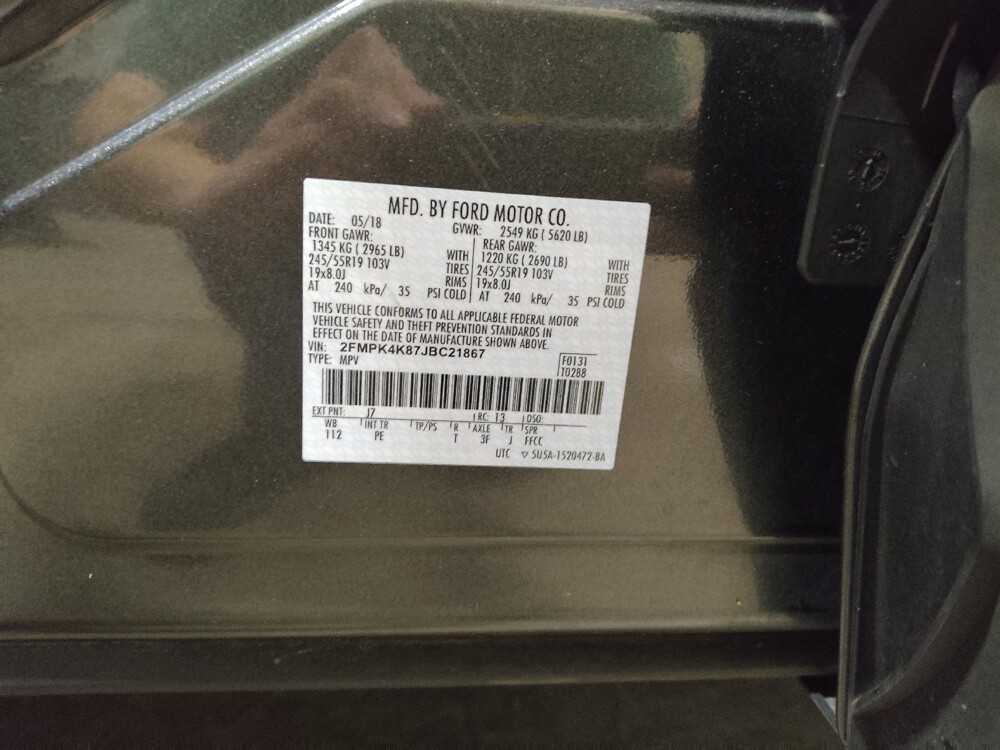 MFD. BY FORD MOTOR CO.
DATE: 05/18 GVWR: 2549 KG ( 5620 LB)
FRONT GAWR: REAR GAWR:
1345 KG ( 2965 LB) WITH 1220 KG ( 2690 LB) WITH
245/55R19 103V TIRES 245/55R19 103V TIRES
19x8.0J RIMS 19x8.0J RIMS
AT 240 kPa/ 35 PSI COLD AT 240 kPa/ 35 PSI COLD
THIS VEHICLE CONFORMS TO ALL APPLICABLE FEDERAL MOTOR
VEHICLE SAFETY AND THEFT PREVENTION STANDARDS IN
EFFECT ON THE DATE OF MANUFACTURE SHOWN ABOVE.
VIN: 2FMPK4K87JBC21867
TYPE: MPV
F0131
T0288
EXT PNT: J7 RC: 13 DSO:
WB INT TR TP/PS R AXLE TR SPR
112 PE T 3F J FFCC
UTC ▽ 5U5A-1520472-BA